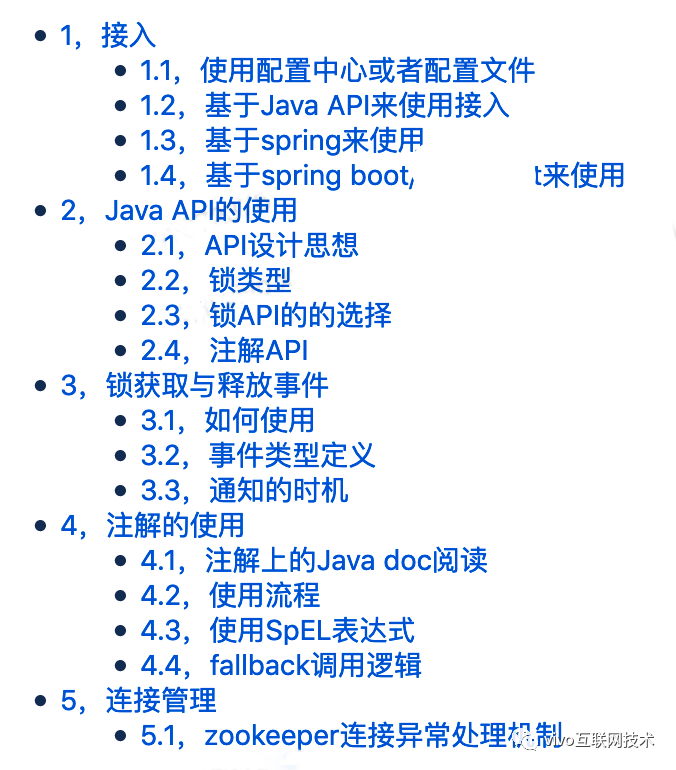 1，接入
1.1，使用配置中心或者配置文件
1.2，基于Java API来使用接入
1.3，基于spring来使用
1.4，基于spring boot, t来使用
2，Java API的使用
2.1，API设计思想
2.2，锁类型
2.3，锁API的的选择
2.4，注解API
3，锁获取与释放事件
3.1，如何使用
3.2，事件类型定义
3.3，通知的时机
4，注解的使用
4.1，注解上的Java doc阅读
4.2，使用流程
4.3，使用SpEL表达式
4.4，fallback调用逻辑
5，连接管理
5.1，zookeeper连接异常处理机制
vivo互联网技术